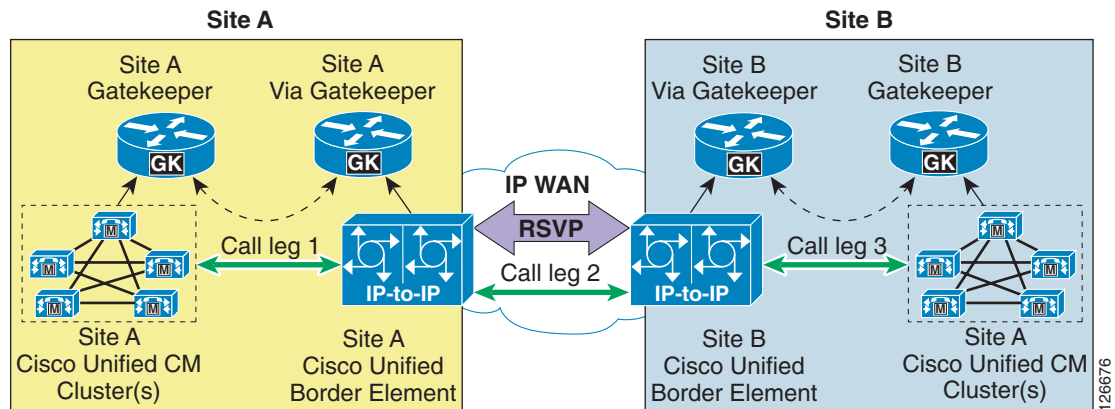 Site A
Site B
Site A
Gatekeeper
Site A
Via Gatekeeper
Site B
Via Gatekeeper
Site B
Gatekeeper
GK
GK
GK
GK
IP WAN
RSVP
M
M
M
M
M
Call leg 1
IP-to-IP
Call leg 2
IP-to-IP
Call leg 3
M
M
M
M
M
Site A
Cisco Unified CM
Cluster(s)
Site A
Cisco Unified
Border Element
Site B
Cisco Unified
Border Element
Site A
Cisco Unified CM
Cluster(s)
126676